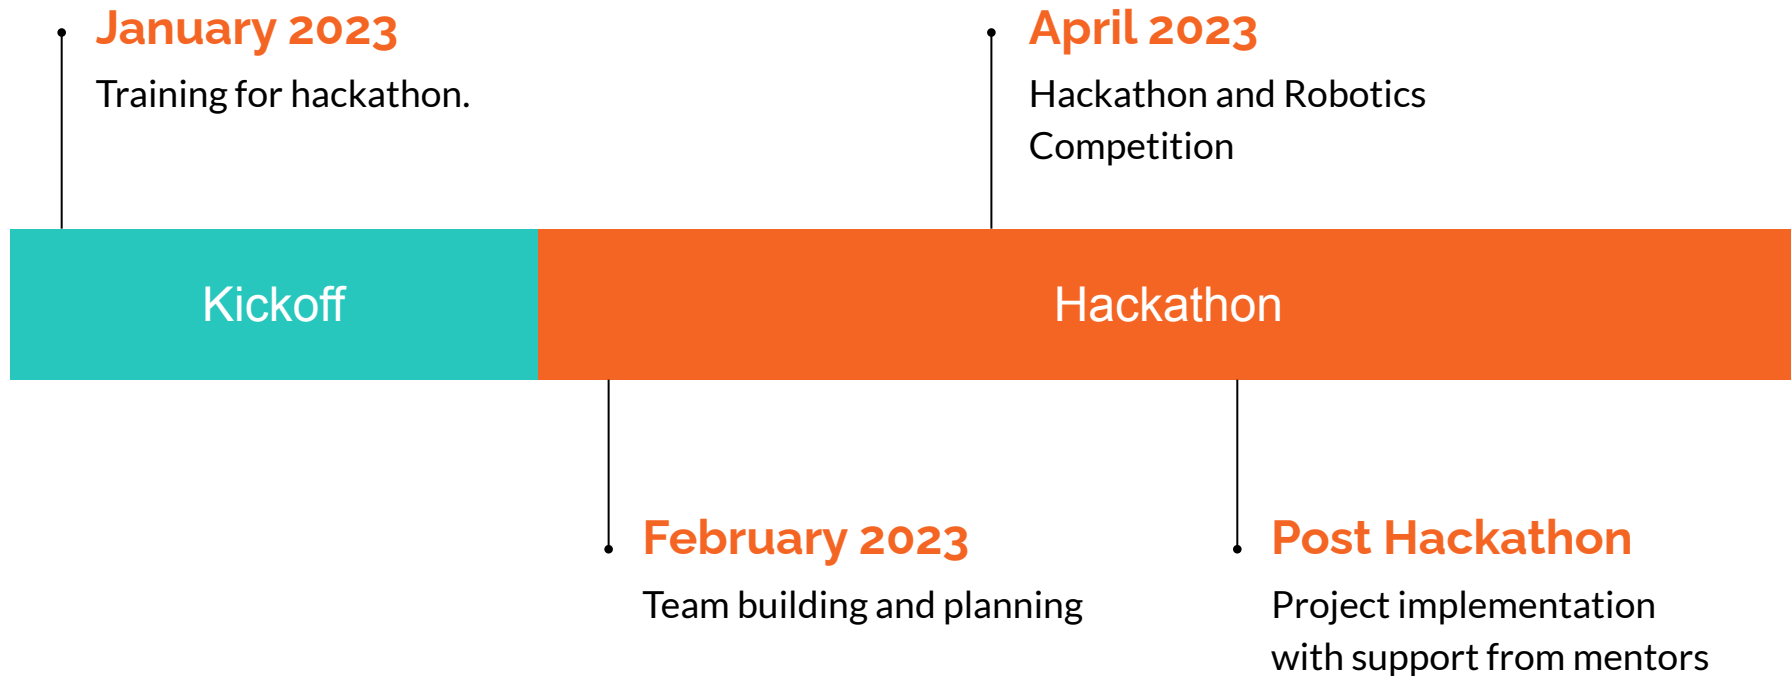 January 2023
Training for hackathon.
April 2023
Hackathon and Robotics
Competition
Kickoff
Hackathon
February 2023
Team building and planning
Post Hackathon
Project implementation
with support from mentors